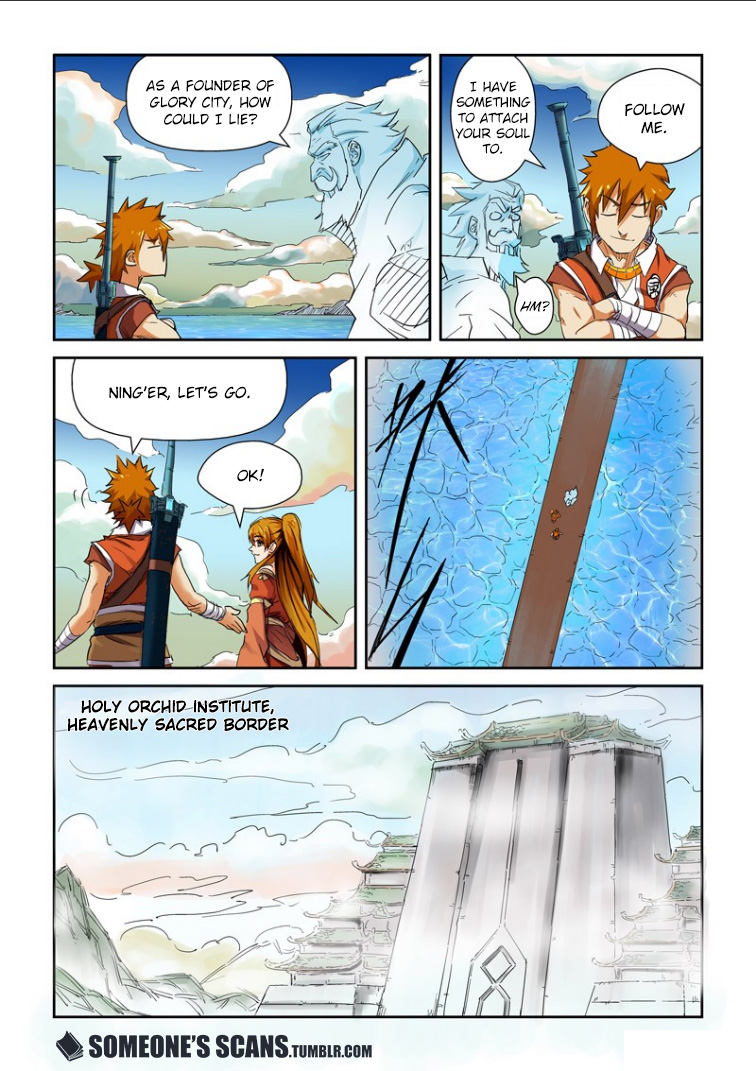 AS A FOUNDER OF
GLORY CITY, HOW
COULD I LIE?
I HAVE
SOMETHING
TO ATTACH
YOUR SOUL
TO.
FOLLOW
ME.
HM?
NING'ER, LET'S GO.
OK!
HOLY ORCHID INSTITUTE,
HEAVENLY SACRED BORDER
SOMEONE'S SCANS.TUMBLR.COM